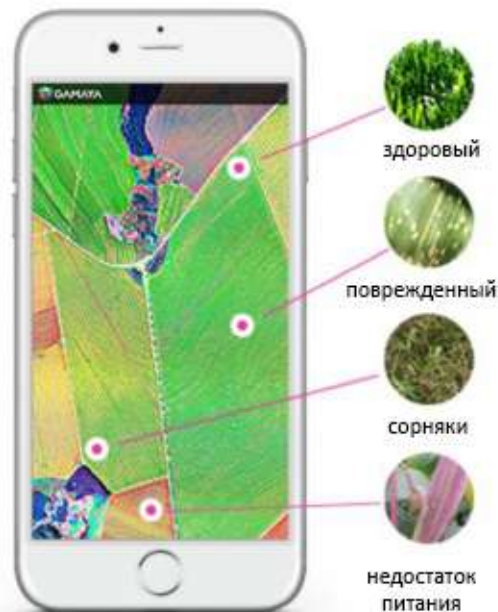 GAMAYA
здоровый
поврежденный
сорняки
недостаток
питания